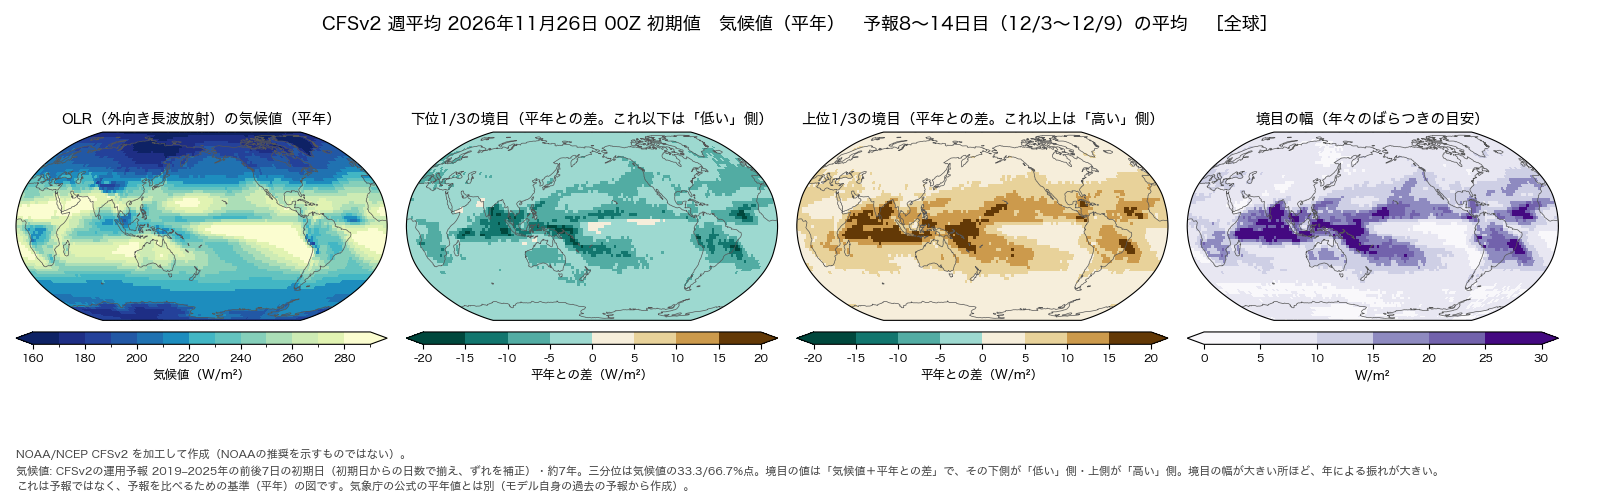 CFSv2 週平均 2026年11月26日 00Z 初期値　気候値（平年）　予報8〜14日目（12/3〜12/9）の平均　［全球］
OLR（外向き長波放射）の気候値（平年）
下位1/3の境目（平年との差。これ以下は「低い」側）
上位1/3の境目（平年との差。これ以上は「高い」側）
境目の幅（年々のばらつきの目安）
160 180 200 220 240 260 280
気候値（W/m²）
-20 -15 -10 -5 0 5 10 15 20
平年との差（W/m²）
-20 -15 -10 -5 0 5 10 15 20
平年との差（W/m²）
0 5 10 15 20 25 30
W/m²
NOAA/NCEP CFSv2 を加工して作成（NOAAの推奨を示すものではない）。
気候値: CFSv2の運用予報 2019–2025年の前後7日の初期日（初期日からの日数で揃え、ずれを補正）・約7年。三分位は気候値の33.3/66.7%点。境目の値は「気候値＋平年との差」で、その下側が「低い」側・上側が「高い」側。境目の幅が大きい所ほど、年による振れが大きい。
これは予報ではなく、予報を比べるための基準（平年）の図です。気象庁の公式の平年値とは別（モデル自身の過去の予報から作成）。